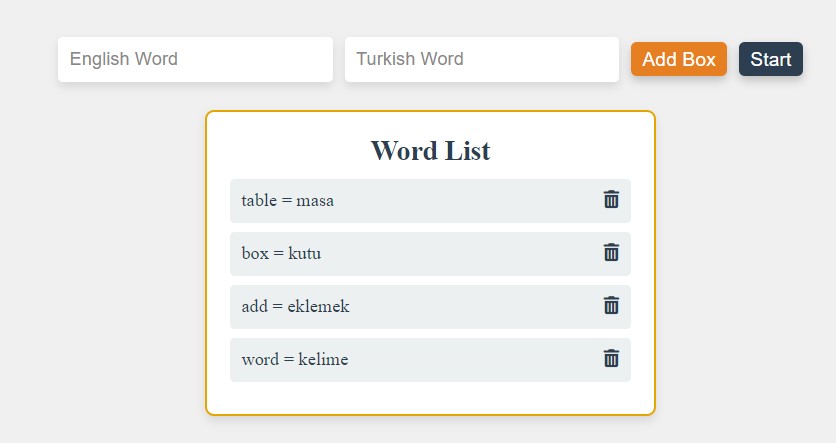 English Word Turkish Word Add Box Start
Word List
table = masa
box = kutu
add = eklemek
word = kelime